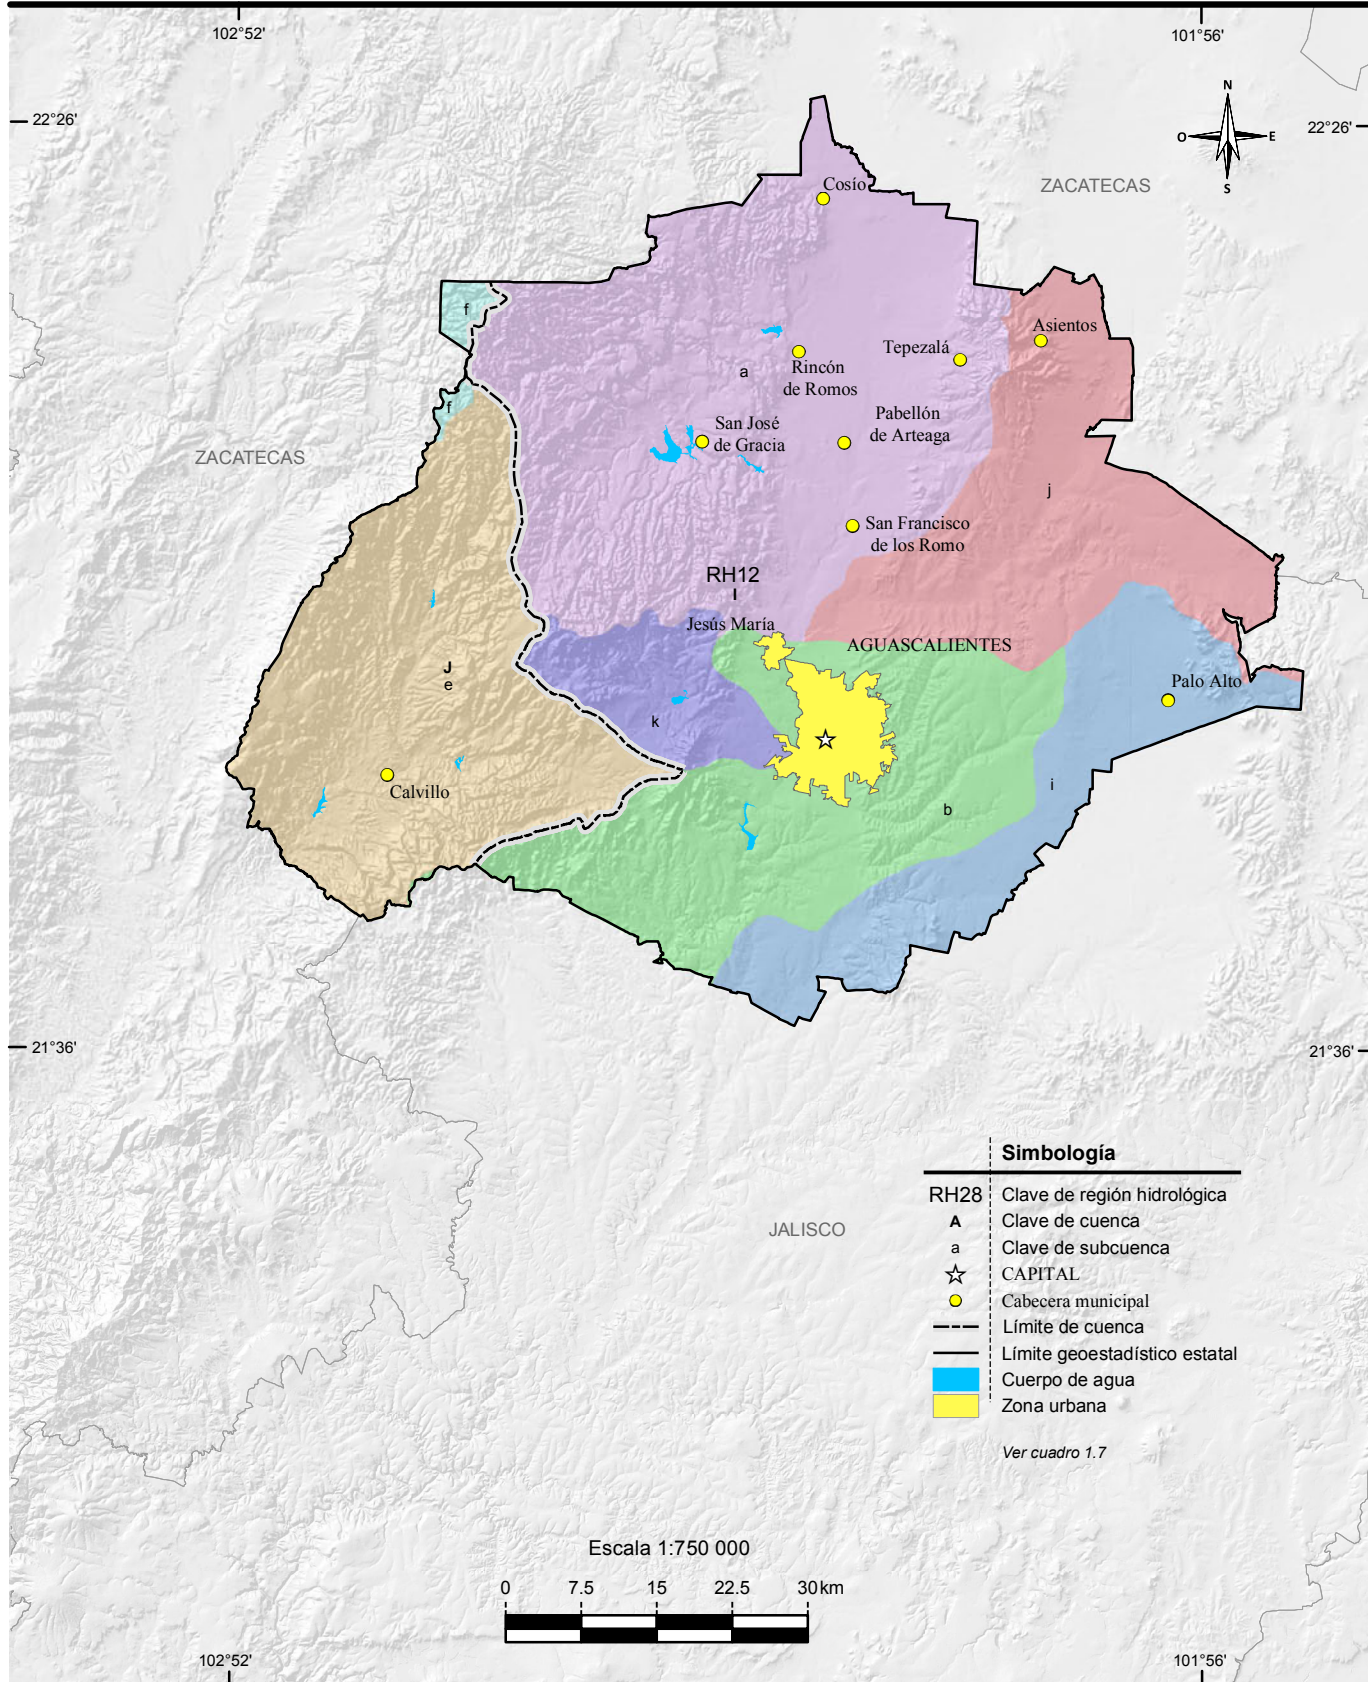 102°52'
101°56'
N
22°26'
22°26'
O
E
S
Cosío
ZACATECAS
f
Asientos
Tepezalá
Rincón
de Romos
a
f
San José
de Gracia
Pabellón
de Arteaga
ZACATECAS
j
San Francisco
de los Romo
RH12
I
Jesús María
AGUASCALIENTES
J
e
Palo Alto
k
i
Calvillo
b
21°36'
21°36'
Simbología
RH28 Clave de región hidrológica
A Clave de cuenca
a Clave de subcuenca
CAPITAL
Cabecera municipal
Límite de cuenca
Límite geoestadístico estatal
Cuerpo de agua
Zona urbana
Ver cuadro 1.7
JALISCO
Escala 1:750 000
0 7.5 15 22.5 30 km
102°52'
101°56'